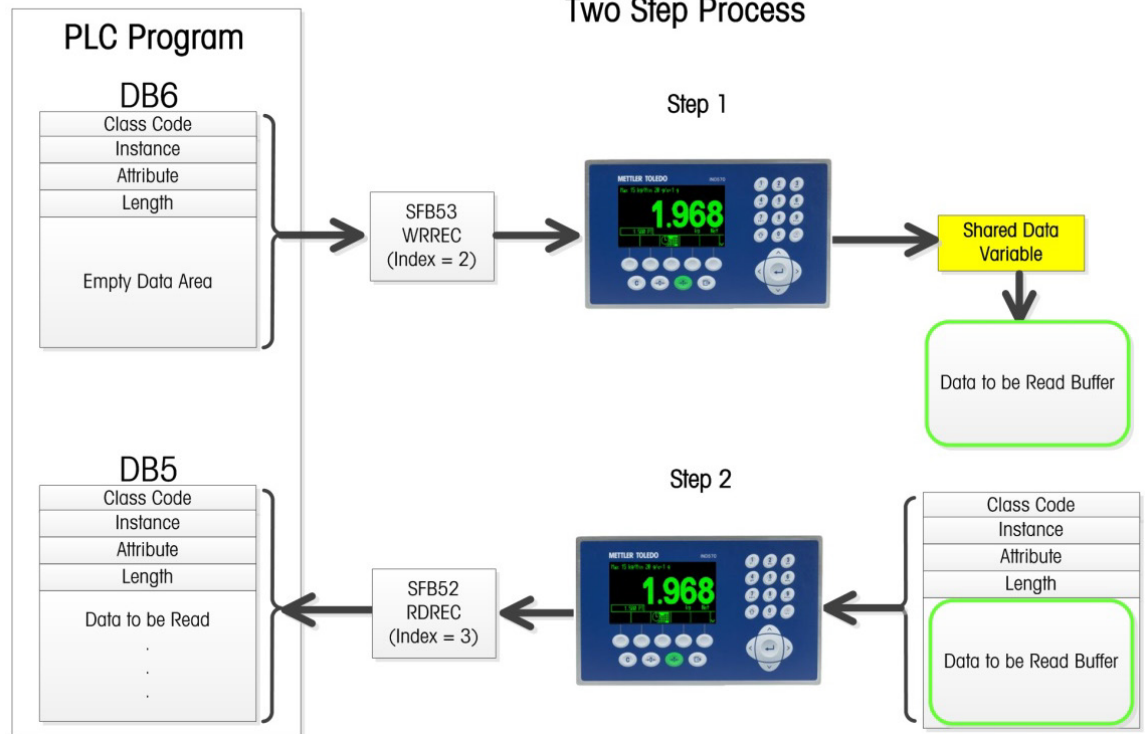 Two Step Process
PLC Program
DB6
Class Code
Instance
Attribute
Length
Empty Data Area
SFB53
WRREC
(Index = 2)
Step 1
METTLER TOLEDO
1.968
Shared Data
Variable
Data to be Read Buffer
DB5
Class Code
Instance
Attribute
Length
Data to be Read
.
.
.
SFB52
RDREC
(Index = 3)
Step 2
METTLER TOLEDO
1.968
Class Code
Instance
Attribute
Length
Data to be Read Buffer